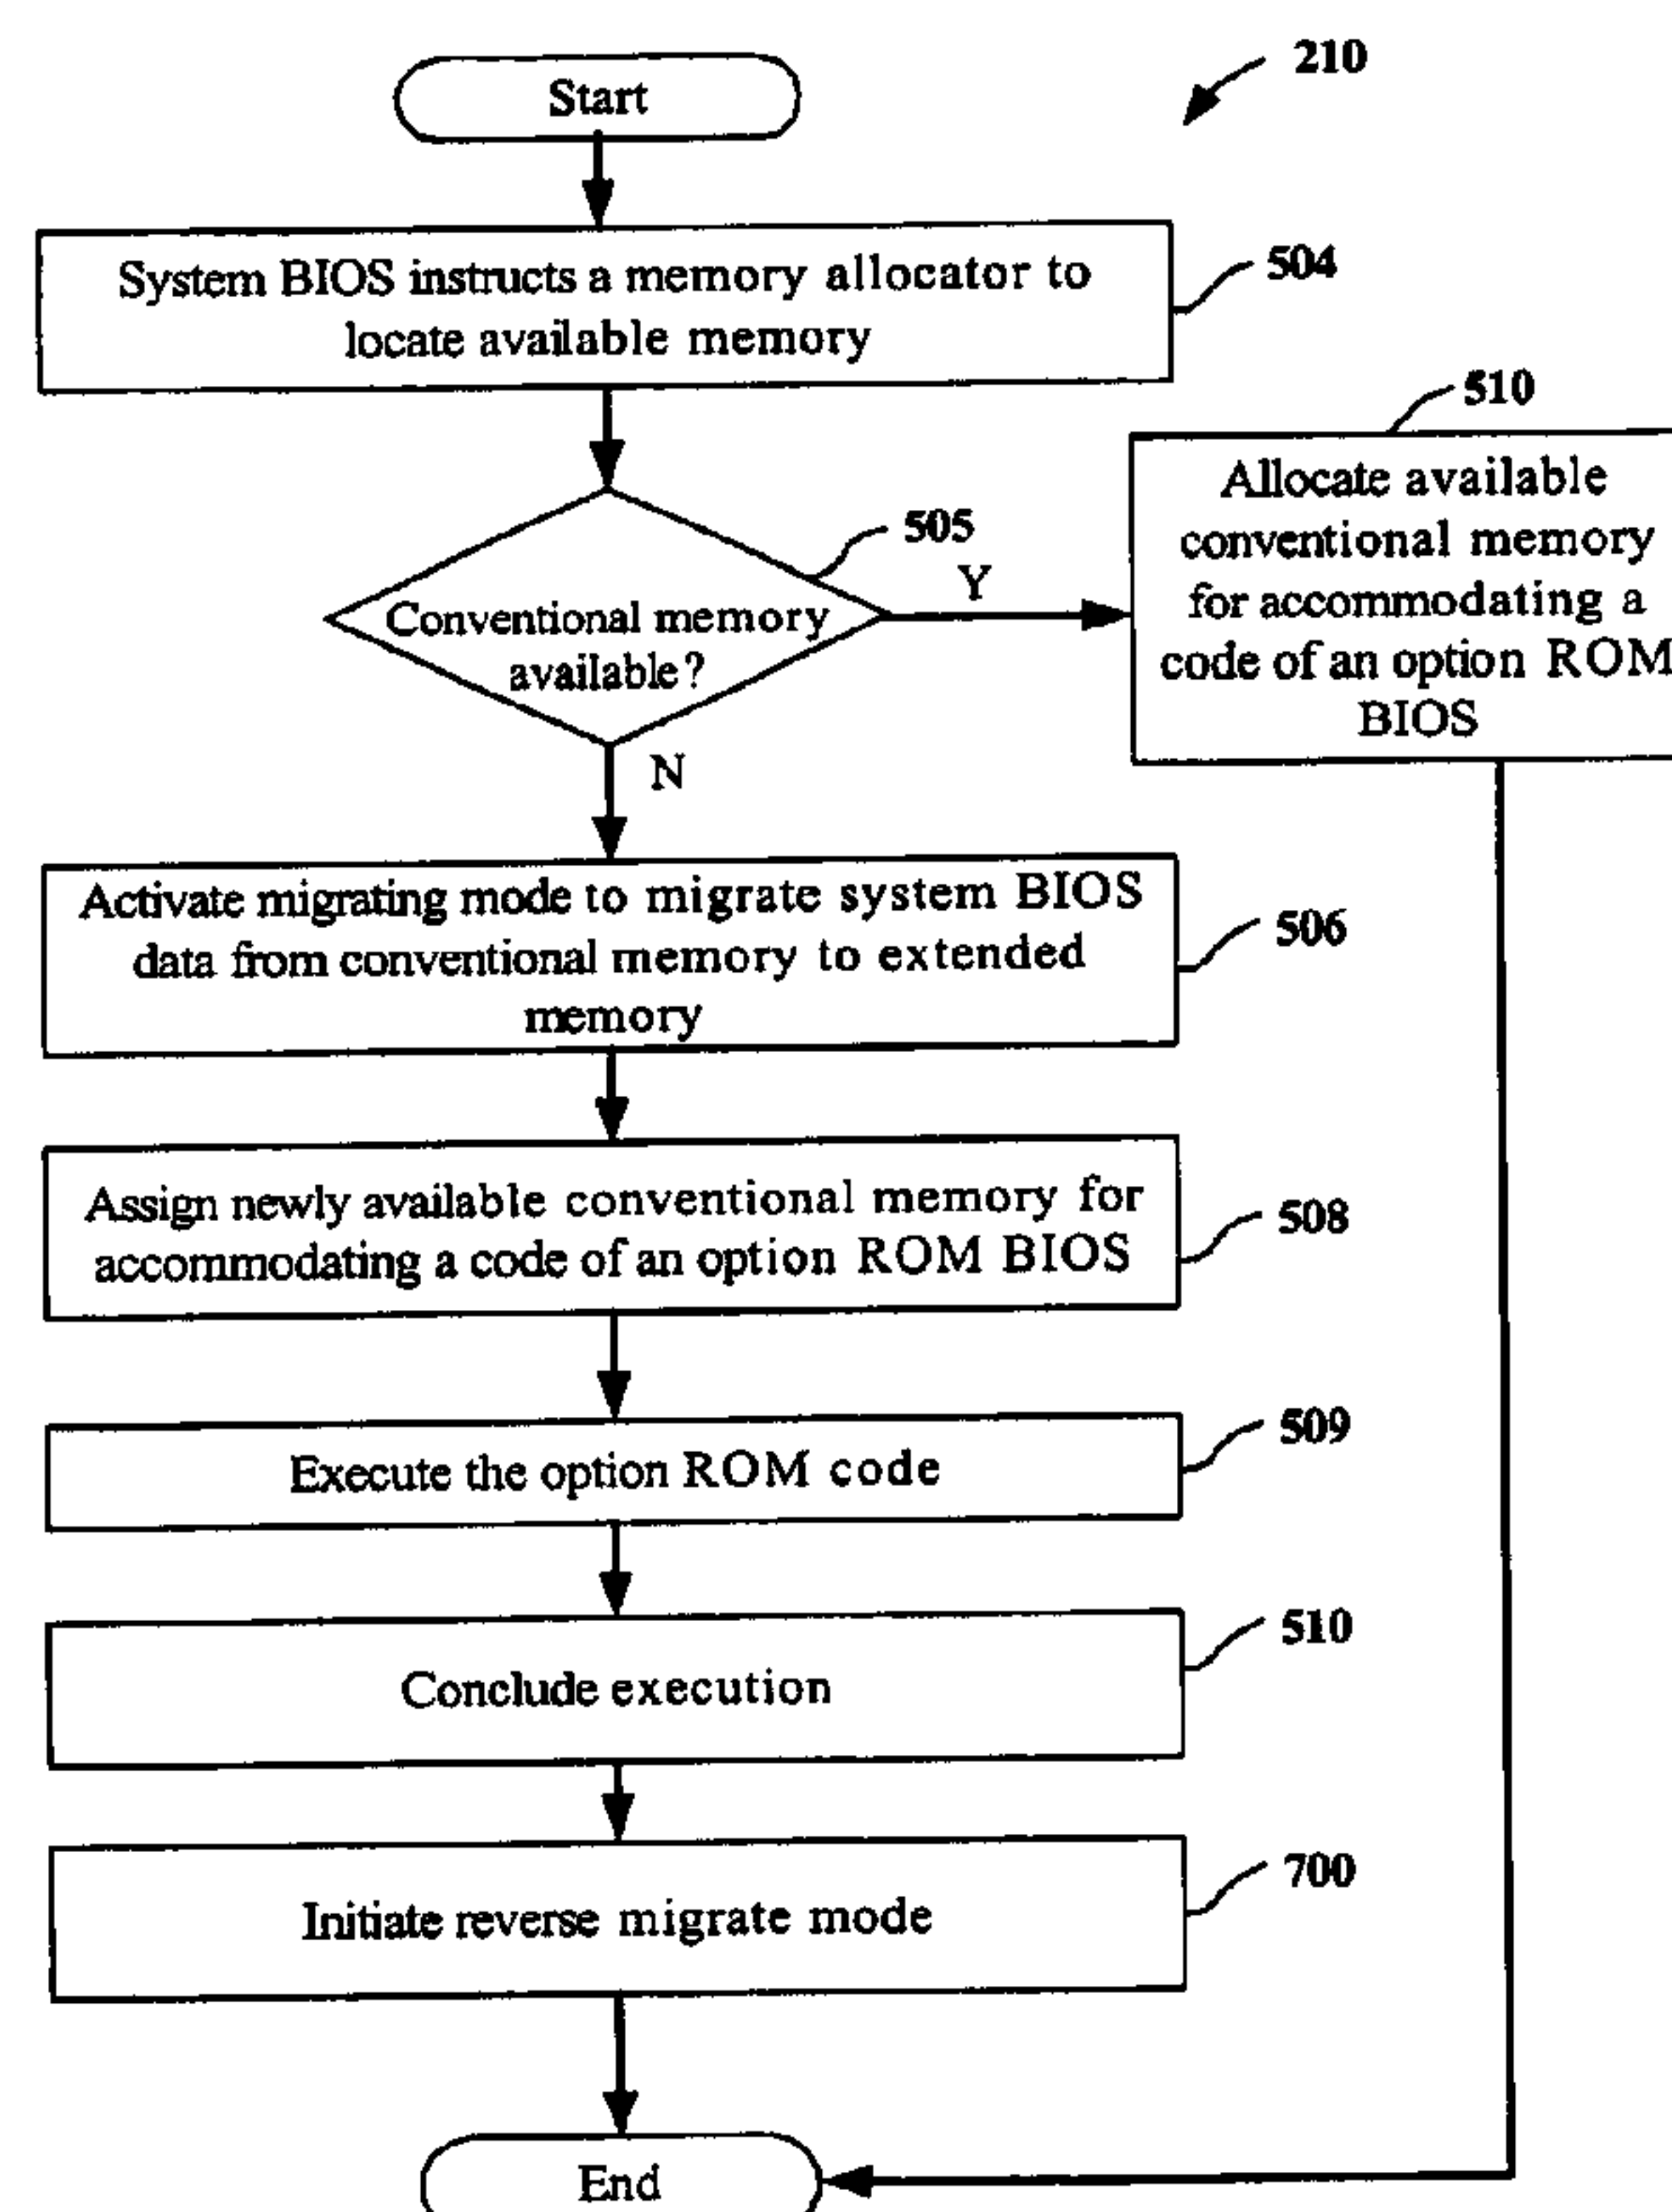 210
Start
System BIOS instructs a memory allocator to
locate available memory
504
510
Allocate available
conventional memory
for accommodating a
code of an option ROM
BIOS
505
Conventional memory
available?
Y
N
Activate migrating mode to migrate system BIOS
data from conventional memory to extended
memory
506
Assign newly available conventional memory for
accommodating a code of an option ROM BIOS
508
Execute the option ROM code
509
Conclude execution
510
Initiate reverse migrate mode
700
End